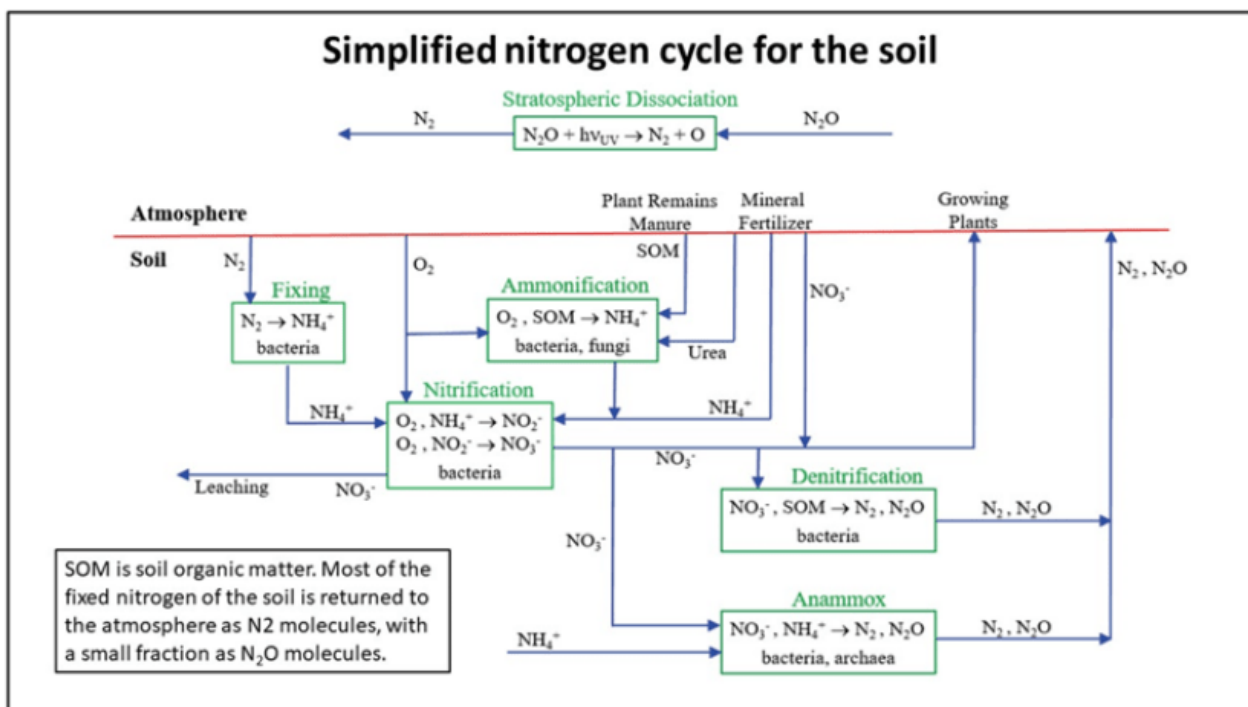 Simplified nitrogen cycle for the soil
Stratospheric Dissociation
N₂
N₂O + hν_UV → N₂ + O
N₂O
Atmosphere
Plant Remains
Manure
Mineral
Fertilizer
Growing
Plants
Soil
N₂
O₂
SOM
NO₃⁻
N₂ , N₂O
Fixing
N₂ → NH₄⁺
bacteria
Ammonification
O₂ , SOM → NH₄⁺
bacteria, fungi
Urea
NH₄⁺
Nitrification
O₂ , NH₄⁺ → NO₂⁻
O₂ , NO₂⁻ → NO₃⁻
bacteria
NH₄⁺
NO₃⁻
Leaching
NO₃⁻
Denitrification
NO₃⁻, SOM → N₂ , N₂O
bacteria
N₂ , N₂O
NO₃⁻
SOM is soil organic matter. Most of the
fixed nitrogen of the soil is returned to
the atmosphere as N2 molecules, with
a small fraction as N₂O molecules.
Anammox
NO₃⁻, NH₄⁺ → N₂ , N₂O
bacteria, archaea
NH₄⁺
N₂ , N₂O